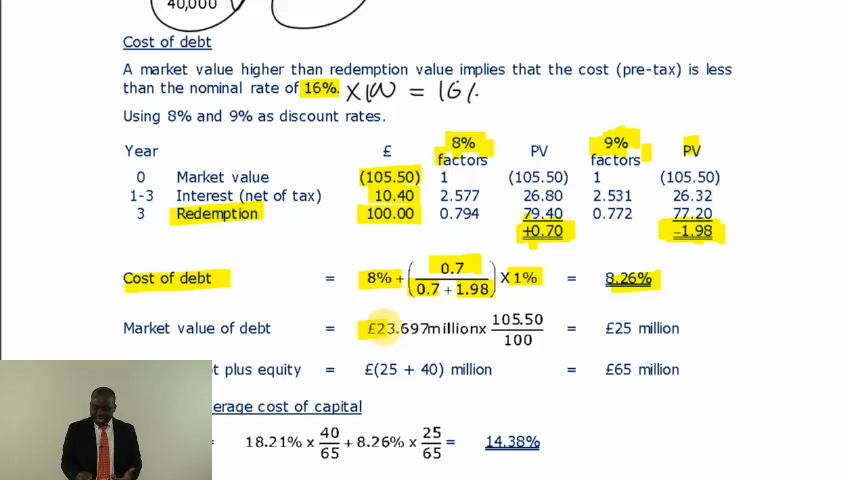 40,000
Cost of debt
A market value higher than redemption value implies that the cost (pre-tax) is less
than the nominal rate of 16%. X100 = 16%
Using 8% and 9% as discount rates.
8% 9%
Year £ factors PV factors PV
0 Market value (105.50) 1 (105.50) 1 (105.50)
1-3 Interest (net of tax) 10.40 2.577 26.80 2.531 26.32
3 Redemption 100.00 0.794 79.40 0.772 77.20
+0.70 –1.98
Cost of debt = 8% + (0.7 / 0.7 + 1.98) X 1% = 8.26%
Market value of debt = £23.697millionx 105.50 / 100 = £25 million
plus equity = £(25 + 40) million = £65 million
cost of capital
= 18.21% x 40/65 + 8.26% x 25/65 = 14.38%